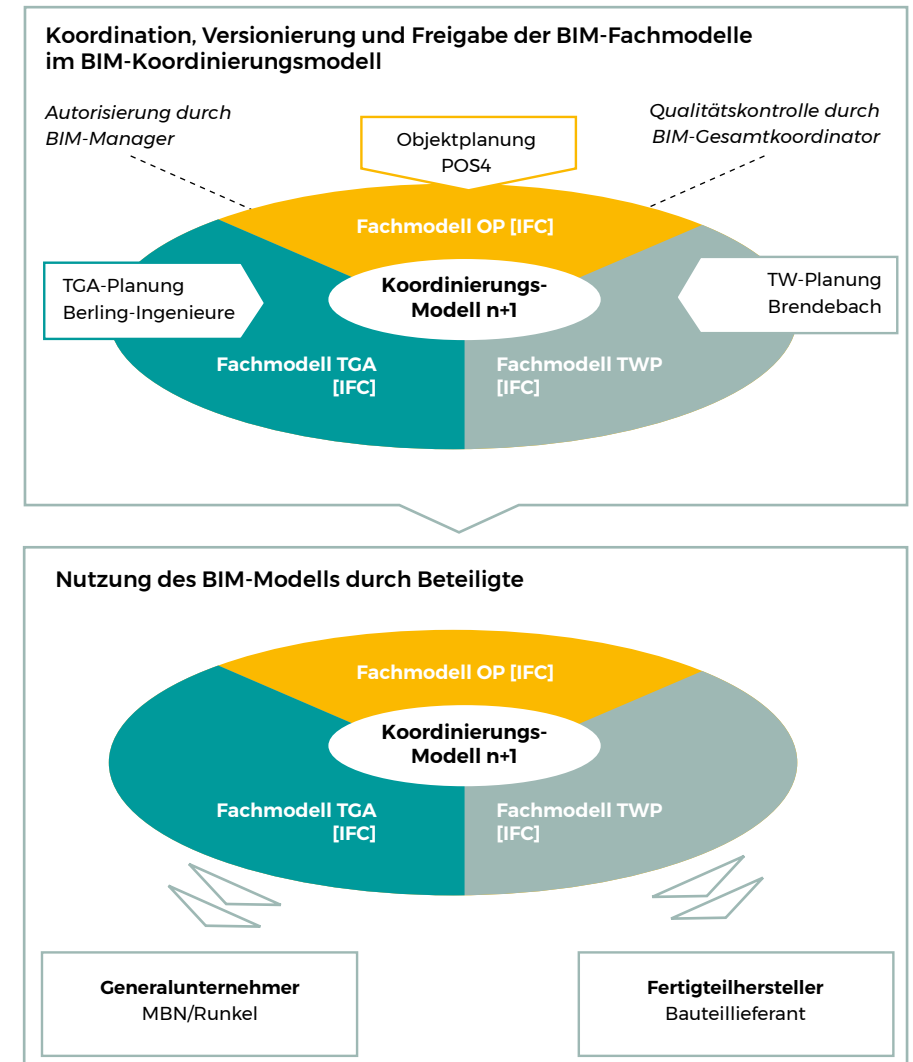 Koordination, Versionierung und Freigabe der BIM-Fachmodelle
im BIM-Koordinierungsmodell
Autorisierung durch
BIM-Manager
Qualitätskontrolle durch
BIM-Gesamtkoordinator
Objektplanung
POS4
Fachmodell OP [IFC]
TGA-Planung
Berling-Ingenieure
Koordinierungs-
Modell n+1
TW-Planung
Brendebach
Fachmodell TGA
[IFC]
Fachmodell TWP
[IFC]
Nutzung des BIM-Modells durch Beteiligte
Fachmodell OP [IFC]
Koordinierungs-
Modell n+1
Fachmodell TGA
[IFC]
Fachmodell TWP
[IFC]
Generalunternehmer
MBN/Runkel
Fertigteilhersteller
Bauteillieferant